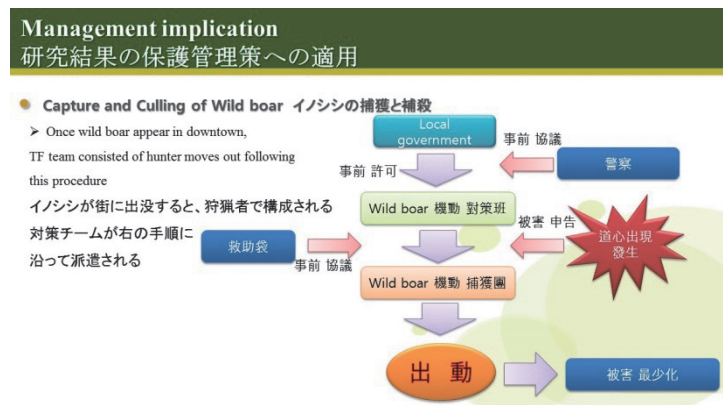 Management implication
研究結果の保護管理策への適用
Capture and Culling of Wild boar イノシシの捕獲と補殺
➢ Once wild boar appear in downtown,
TF team consisted of hunter moves out following
this procedure
イノシシが街に出没すると、狩猟者で構成される
対策チームが右の手順に
沿って派遣される
Local
government
事前 協議
警察
事前 許可
Wild boar 機動 対策班
被害 申告
道心出現
發生
救助袋
事前 協議
Wild boar 機動 捕獲團
出 動
被害 最少化